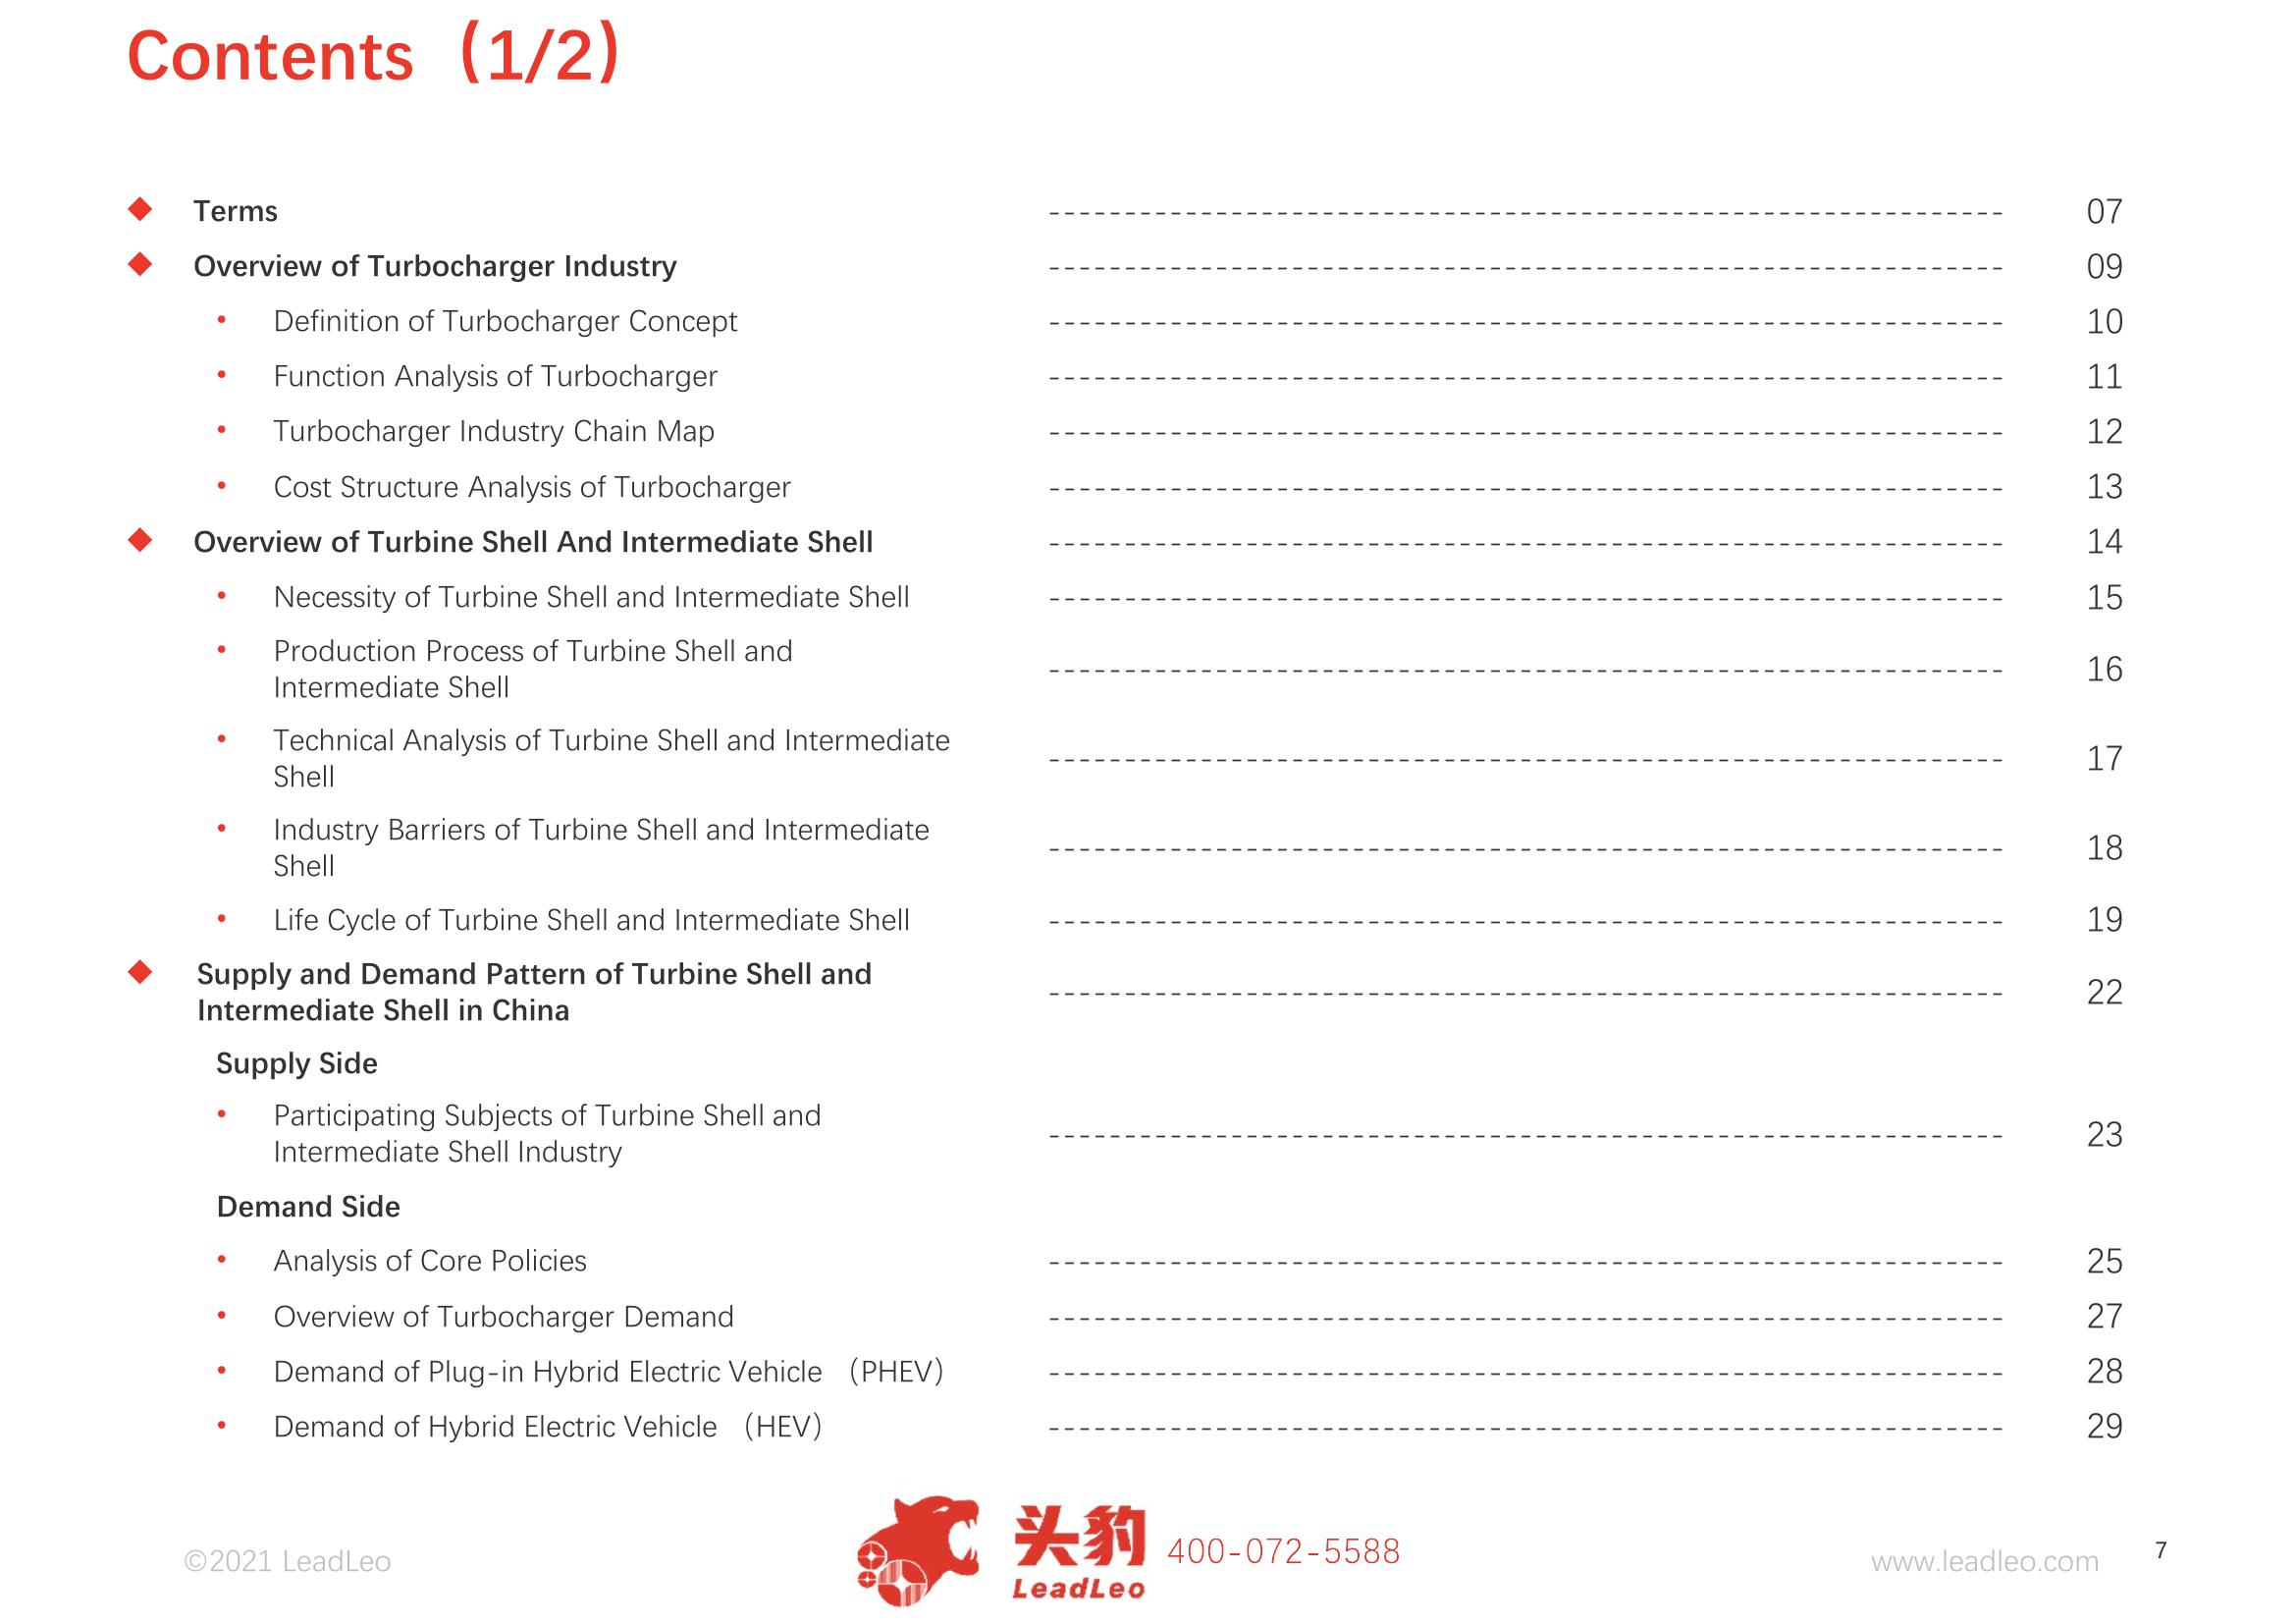 Contents（1/2）
◆ Terms ------------------------------ 07
◆ Overview of Turbocharger Industry ------------------------------ 09
• Definition of Turbocharger Concept ------------------------------ 10
• Function Analysis of Turbocharger ------------------------------ 11
• Turbocharger Industry Chain Map ------------------------------ 12
• Cost Structure Analysis of Turbocharger ------------------------------ 13
◆ Overview of Turbine Shell And Intermediate Shell ------------------------------ 14
• Necessity of Turbine Shell and Intermediate Shell ------------------------------ 15
• Production Process of Turbine Shell and
Intermediate Shell ------------------------------ 16
• Technical Analysis of Turbine Shell and Intermediate
Shell ------------------------------ 17
• Industry Barriers of Turbine Shell and Intermediate
Shell ------------------------------ 18
• Life Cycle of Turbine Shell and Intermediate Shell ------------------------------ 19
◆ Supply and Demand Pattern of Turbine Shell and
Intermediate Shell in China ------------------------------ 22
Supply Side
• Participating Subjects of Turbine Shell and
Intermediate Shell Industry ------------------------------ 23
Demand Side
• Analysis of Core Policies ------------------------------ 25
• Overview of Turbocharger Demand ------------------------------ 27
• Demand of Plug-in Hybrid Electric Vehicle （PHEV） ------------------------------ 28
• Demand of Hybrid Electric Vehicle （HEV） ------------------------------ 29
©2021 LeadLeo
头豹
LeadLeo
400-072-5588
www.leadleo.com
7